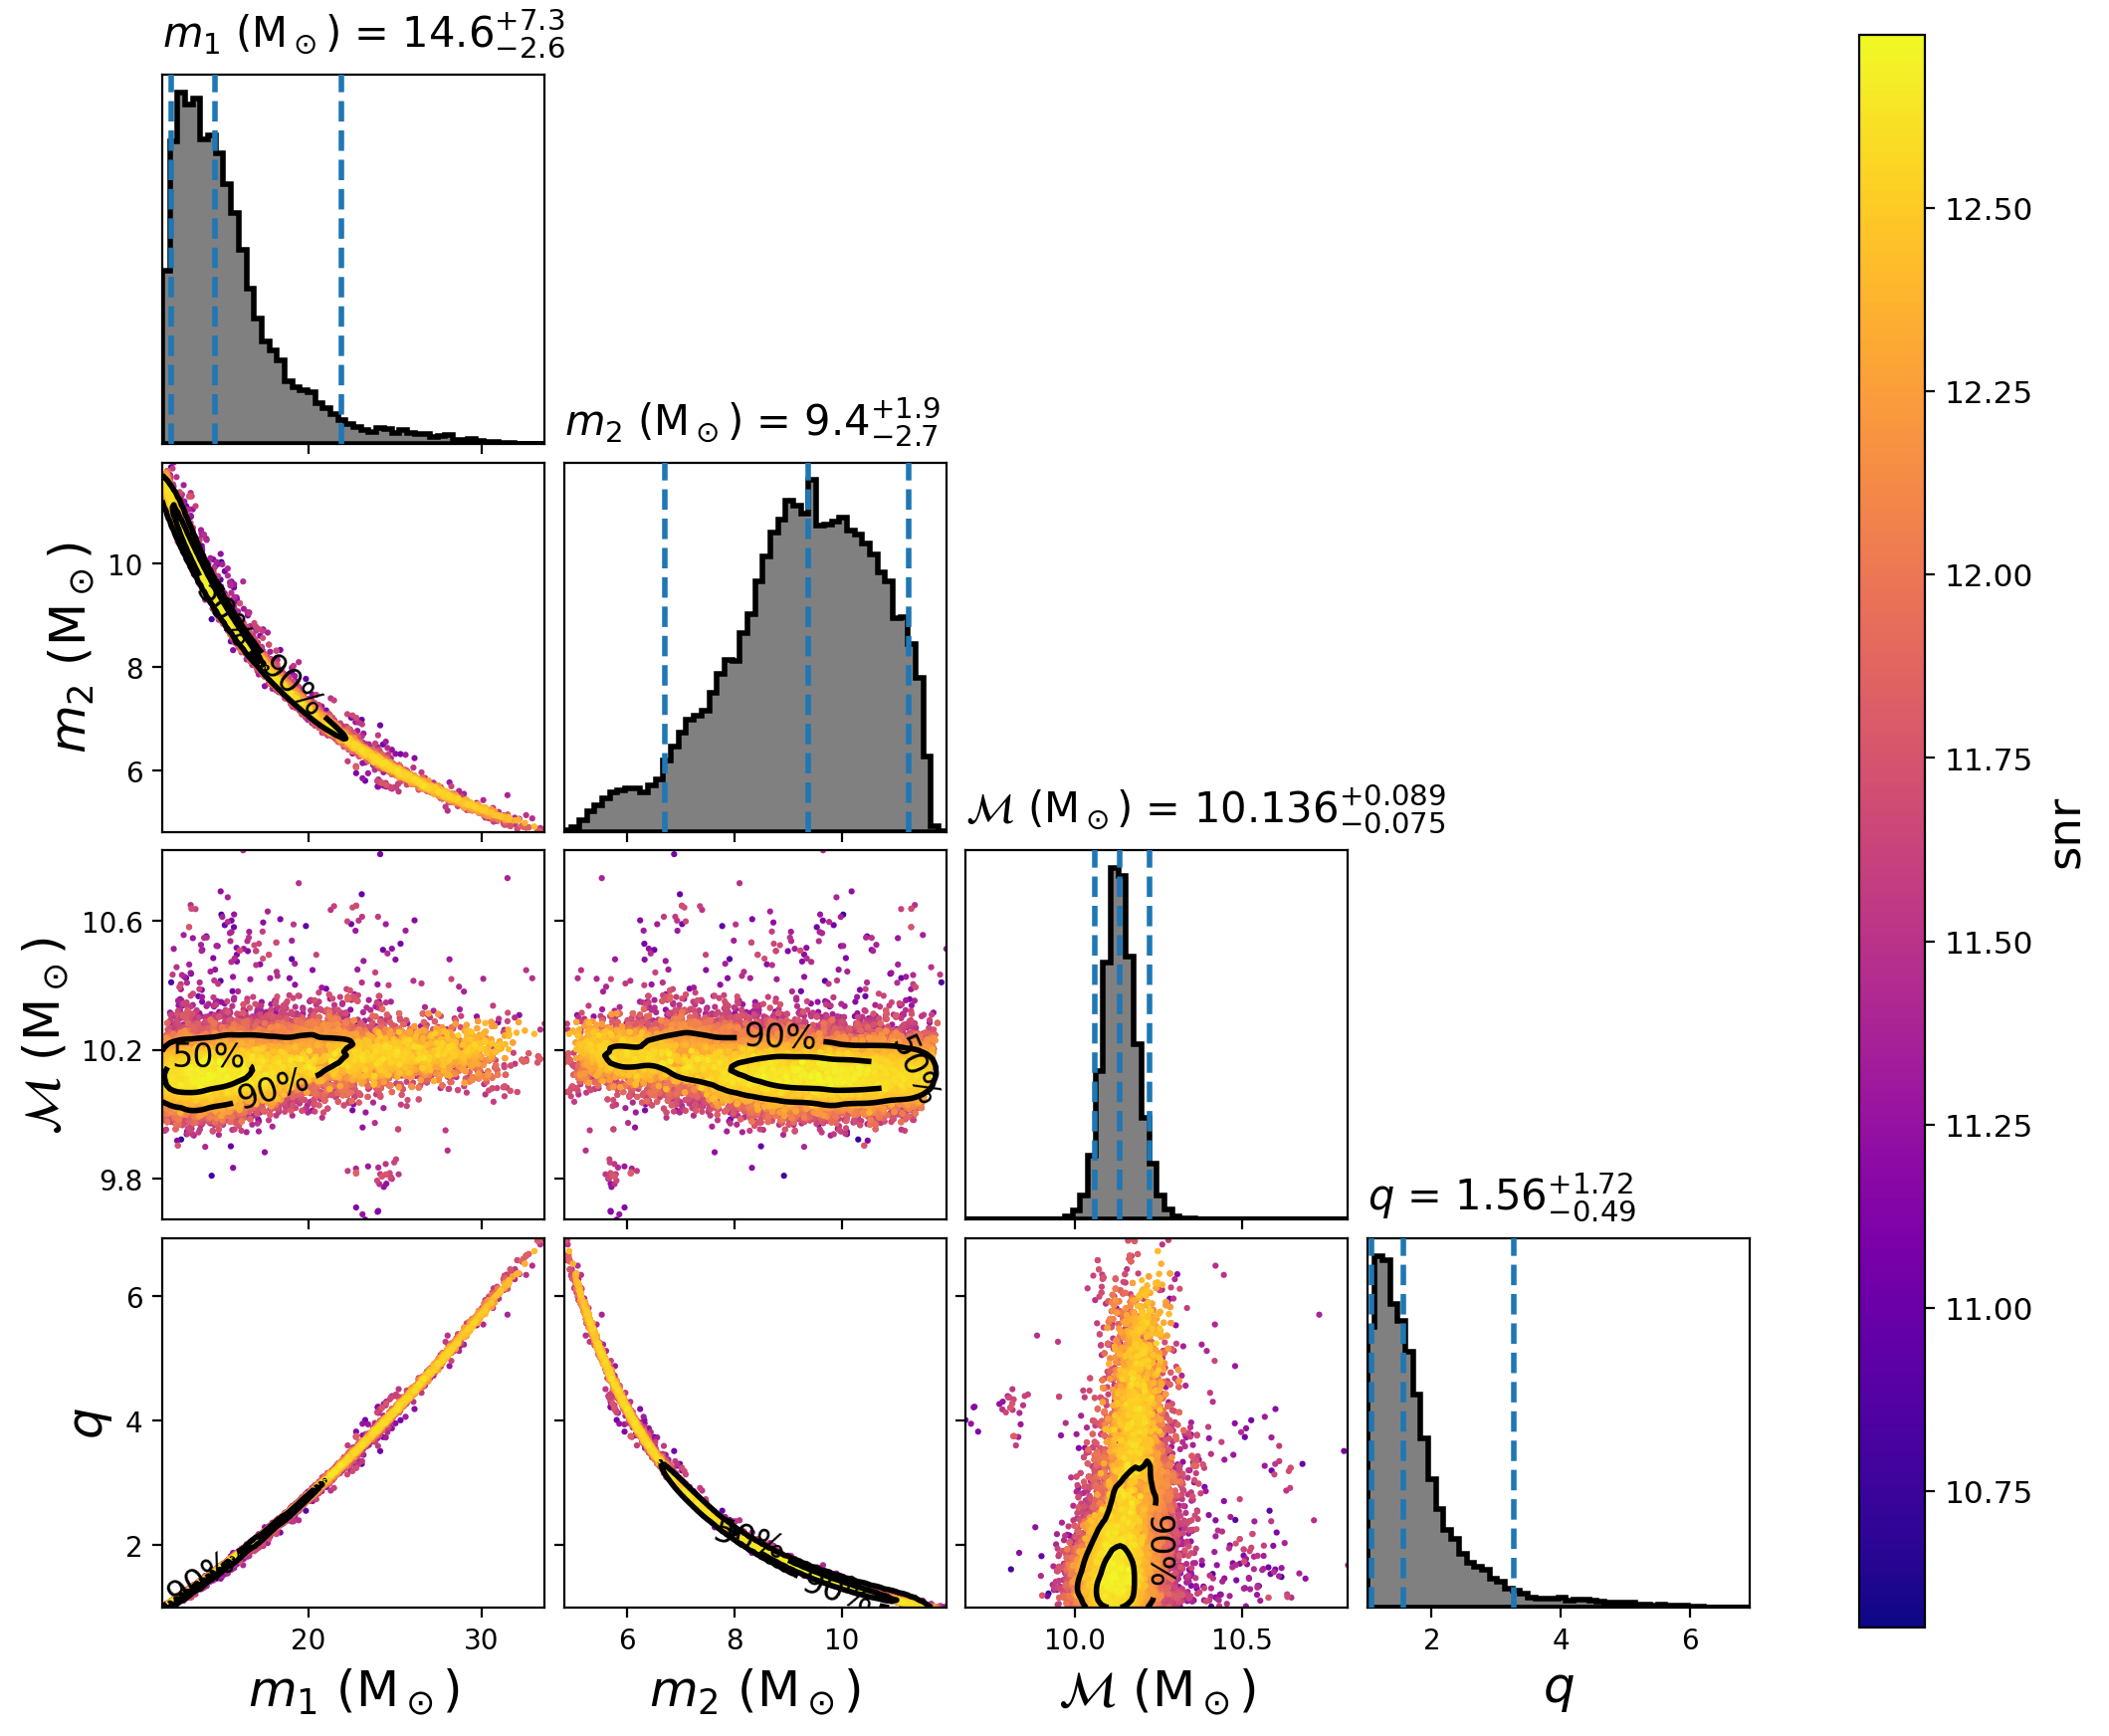 m₁ (M⊙) = 14.6 +7.3 −2.6
m₂ (M⊙) = 9.4 +1.9 −2.7
ℳ (M⊙) = 10.136 +0.089 −0.075
q = 1.56 +1.72 −0.49
m₂ (M⊙)
10
8
6
90%
ℳ (M⊙)
10.6
10.2
9.8
50%
90%
90%
50%
q
6
4
2
90%
90%
90%
20
30
6
8
10
10.0
10.5
2
4
6
m₁ (M⊙)
m₂ (M⊙)
ℳ (M⊙)
q
12.50
12.25
12.00
11.75
11.50
11.25
11.00
10.75
snr